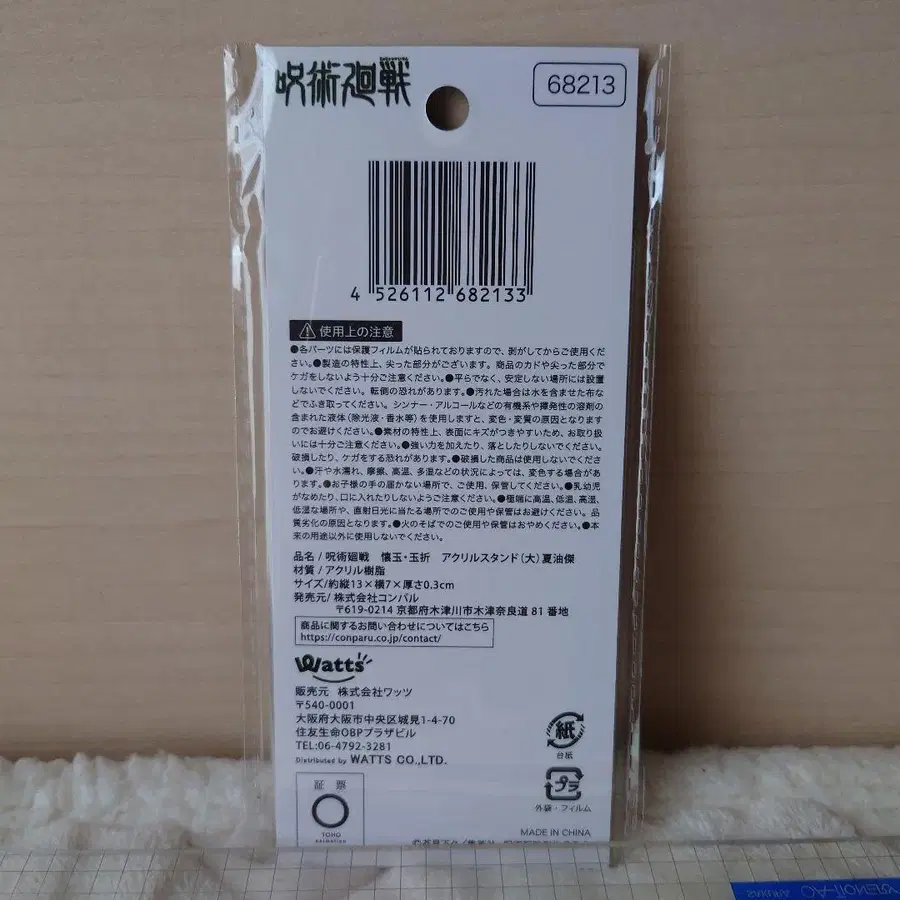 呪術廻戦
68213
4 526112 682133
使用上の注意
●各パーツには保護フィルムが貼られておりますので、剥がしてからご使用くだ
さい。●製造の特性上、尖った部分がございます。商品のカドや尖った部分で
ケガをしないよう十分ご注意ください。●平らでなく、安定しない場所には設置
しないでください。転倒の恐れがあります。●汚れた場合は水を含ませた布な
どでふき取ってください。シンナー・アルコールなどの有機系や揮発性の溶剤の
含まれた液体(除光液・香水等)を使用しますと、変色・変質の原因となります
のでお避けください。●素材の特性上、表面にキズがつきやすいため、お取り扱
いには十分ご注意ください。●強い力を加えたり、落としたりしないでください。
破損したり、ケガをする恐れがあります。●破損した商品は使用しないでくださ
い。●汗や水濡れ、摩擦、高温、多湿などの状況によっては、変色する場合があ
ります。●お子様の手の届かない場所で、ご使用、保管してください。●乳幼児
がなめたり、口に入れたりしないようご注意ください。●極端に高温、低温、高湿、
低湿な場所や、直射日光に当たる場所でのご使用や保管はお避けください。品
質劣化の原因となります。●火のそばでのご使用や保管はおやめください。●本
来の用途以外に使用しないでください。
品名/呪術廻戦 懐玉・玉折 アクリルスタンド(大)夏油傑
材質/アクリル樹脂
サイズ/約縦13×横7×厚さ0.3cm
発売元/株式会社コンパル
〒619-0214 京都府木津川市木津奈良道 81 番地
商品に関するお問い合わせについてはこちら
https://conparu.co.jp/contact/
Watts
販売元 株式会社ワッツ
〒540-0001
大阪府大阪市中央区城見1-4-70
住友生命OBPプラザビル
TEL:06-4792-3281
Distributed by WATTS CO.,LTD.
紙
台紙
プラ
外袋・フィルム
証票
TOHO
animation
MADE IN CHINA